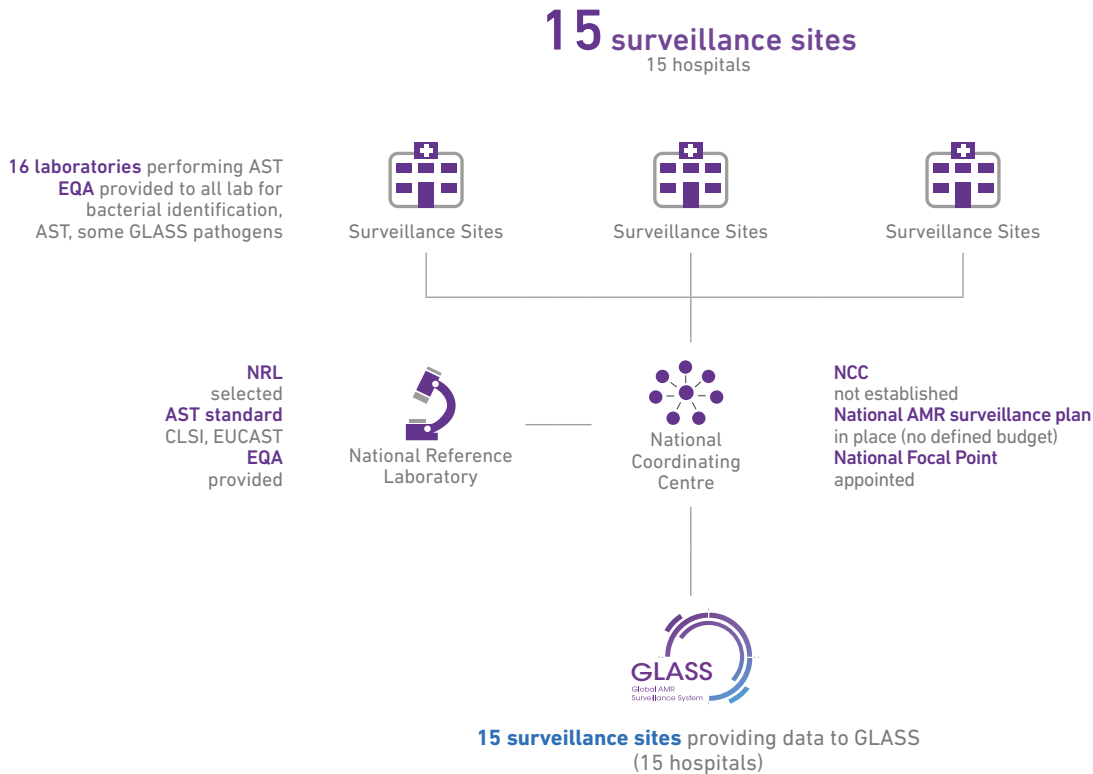 15 surveillance sites
15 hospitals
16 laboratories performing AST
EQA provided to all lab for
bacterial identification,
AST, some GLASS pathogens
Surveillance Sites
Surveillance Sites
Surveillance Sites
NRL
selected
AST standard
CLSI, EUCAST
EQA
provided
National Reference
Laboratory
National
Coordinating
Centre
NCC
not established
National AMR surveillance plan
in place (no defined budget)
National Focal Point
appointed
GLASS
Global AMR
Surveillance System
15 surveillance sites providing data to GLASS
(15 hospitals)